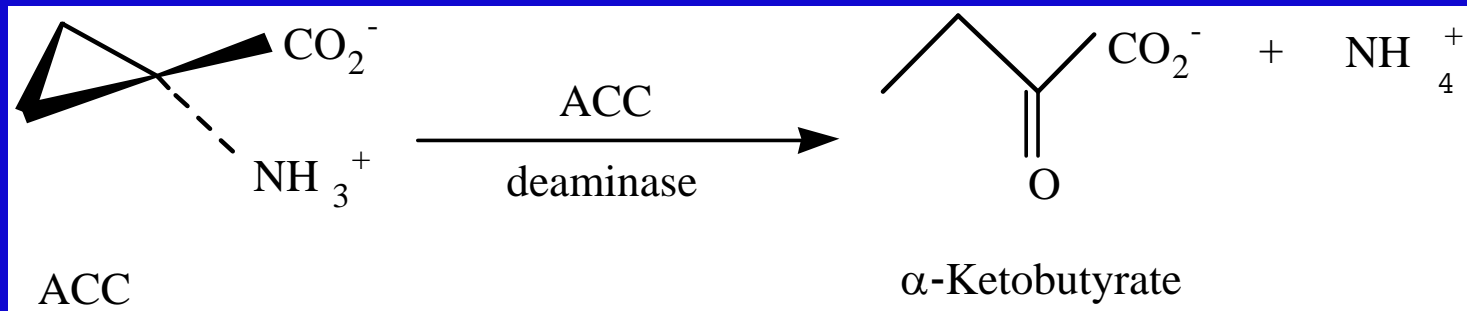 CO2-
NH3+
ACC
ACC
deaminase
CO2- + NH4+
O
α-Ketobutyrate